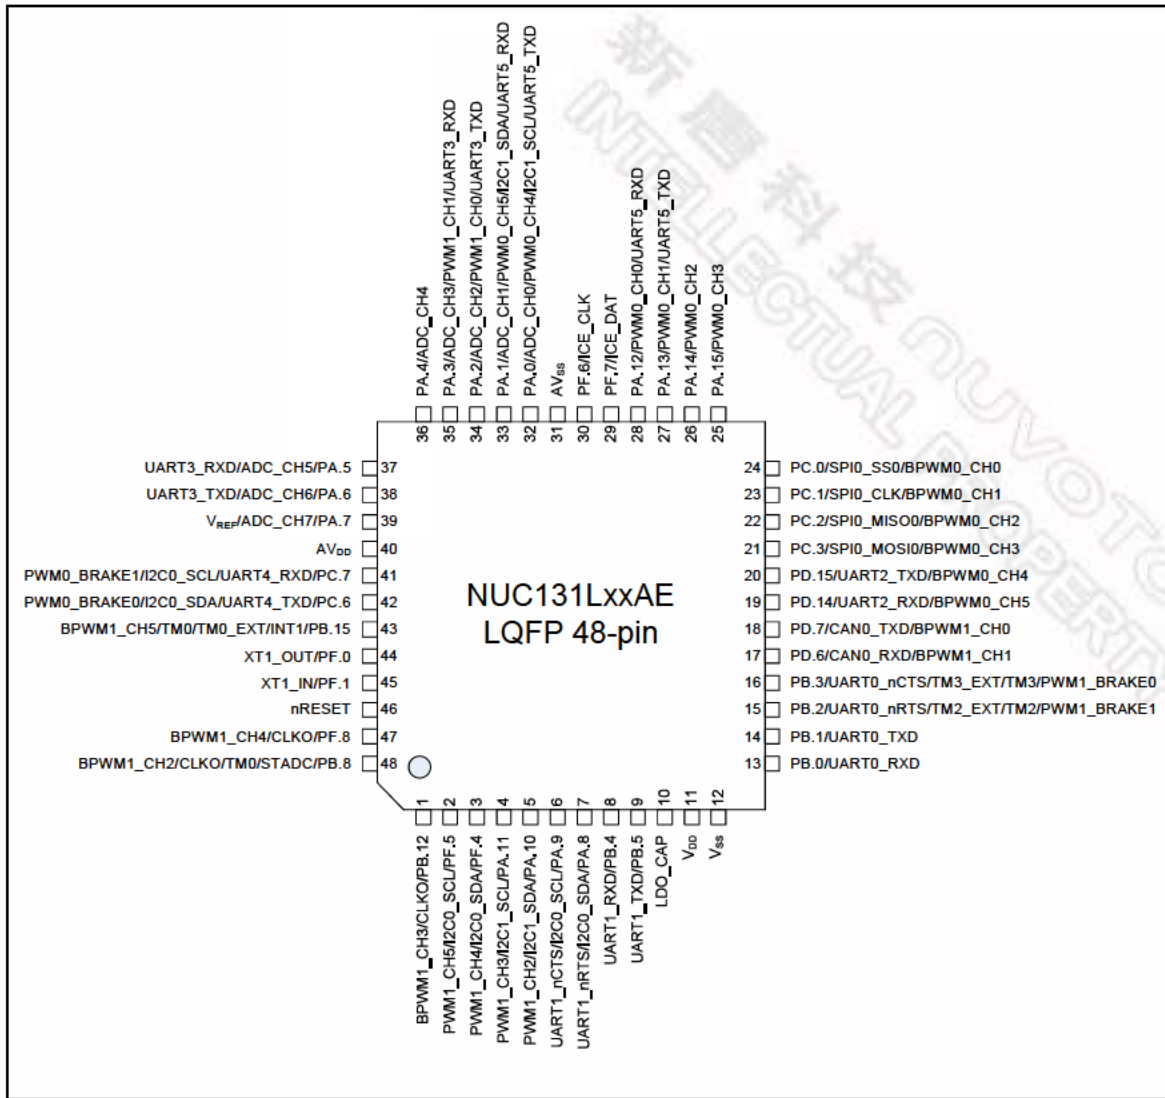 PA.4/ADC_CH4
PA.3/ADC_CH3/PWM1_CH1/UART3_RXD
PA.2/ADC_CH2/PWM1_CH0/UART3_TXD
PA.1/ADC_CH1/PWM0_CH5/I2C1_SDA/UART5_RXD
PA.0/ADC_CH0/PWM0_CH4/I2C1_SCL/UART5_TXD
AVSS
PF.6/ICE_CLK
PF.7/ICE_DAT
PA.12/PWM0_CH0/UART5_RXD
PA.13/PWM0_CH1/UART5_TXD
PA.14/PWM0_CH2
PA.15/PWM0_CH3
36 35 34 33 32 31 30 29 28 27 26 25
UART3_RXD/ADC_CH5/PA.5 37
UART3_TXD/ADC_CH6/PA.6 38
VREF/ADC_CH7/PA.7 39
AVDD 40
PWM0_BRAKE1/I2C0_SCL/UART4_RXD/PC.7 41
PWM0_BRAKE0/I2C0_SDA/UART4_TXD/PC.6 42
BPWM1_CH5/TM0/TM0_EXT/INT1/PB.15 43
XT1_OUT/PF.0 44
XT1_IN/PF.1 45
nRESET 46
BPWM1_CH4/CLKO/PF.8 47
BPWM1_CH2/CLKO/TM0/STADC/PB.8 48
NUC131LxxAE
LQFP 48-pin
24 PC.0/SPI0_SS0/BPWM0_CH0
23 PC.1/SPI0_CLK/BPWM0_CH1
22 PC.2/SPI0_MISO0/BPWM0_CH2
21 PC.3/SPI0_MOSI0/BPWM0_CH3
20 PD.15/UART2_TXD/BPWM0_CH4
19 PD.14/UART2_RXD/BPWM0_CH5
18 PD.7/CAN0_TXD/BPWM1_CH0
17 PD.6/CAN0_RXD/BPWM1_CH1
16 PB.3/UART0_nCTS/TM3_EXT/TM3/PWM1_BRAKE0
15 PB.2/UART0_nRTS/TM2_EXT/TM2/PWM1_BRAKE1
14 PB.1/UART0_TXD
13 PB.0/UART0_RXD
1 2 3 4 5 6 7 8 9 10 11 12
BPWM1_CH3/CLKO/PB.12
PWM1_CH5/I2C0_SCL/PF.5
PWM1_CH4/I2C0_SDA/PF.4
PWM1_CH3/I2C1_SCL/PA.11
PWM1_CH2/I2C1_SDA/PA.10
UART1_nCTS/I2C0_SCL/PA.9
UART1_nRTS/I2C0_SDA/PA.8
UART1_RXD/PB.4
UART1_TXD/PB.5
LDO_CAP
VDD
VSS
新唐科技 nuvoTo
INTELLECTUAL PROPERTY